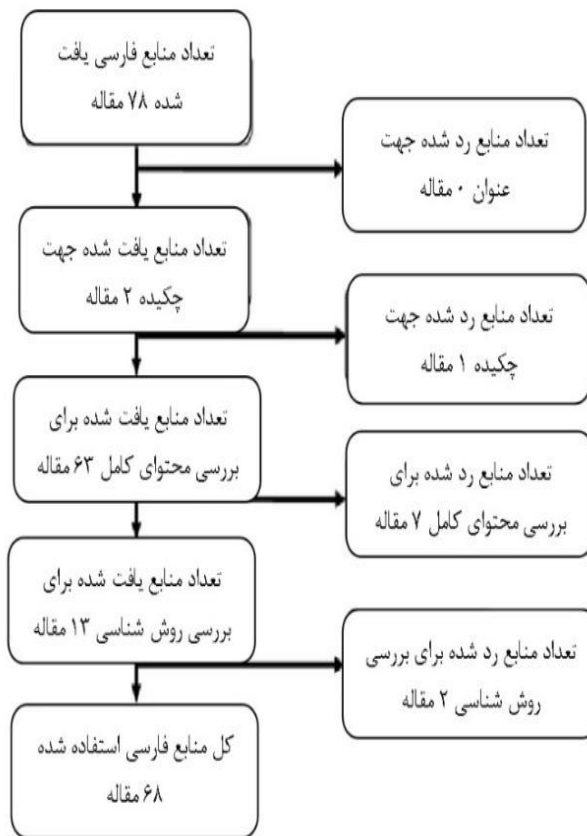 تعداد منابع فارسی یافت
شده ۷۸ مقاله
تعداد منابع رد شده جهت
عنوان ۰ مقاله
تعداد منابع یافت شده جهت
چکیده ۲ مقاله
تعداد منابع رد شده جهت
چکیده ۱ مقاله
تعداد منابع یافت شده برای
بررسی محتوای کامل ۶۳ مقاله
تعداد منابع رد شده برای
بررسی محتوای کامل ۷ مقاله
تعداد منابع یافت شده برای
بررسی روش شناسی ۱۳ مقاله
تعداد منابع رد شده برای بررسی
روش شناسی ۲ مقاله
کل منابع فارسی استفاده شده
۶۸ مقاله